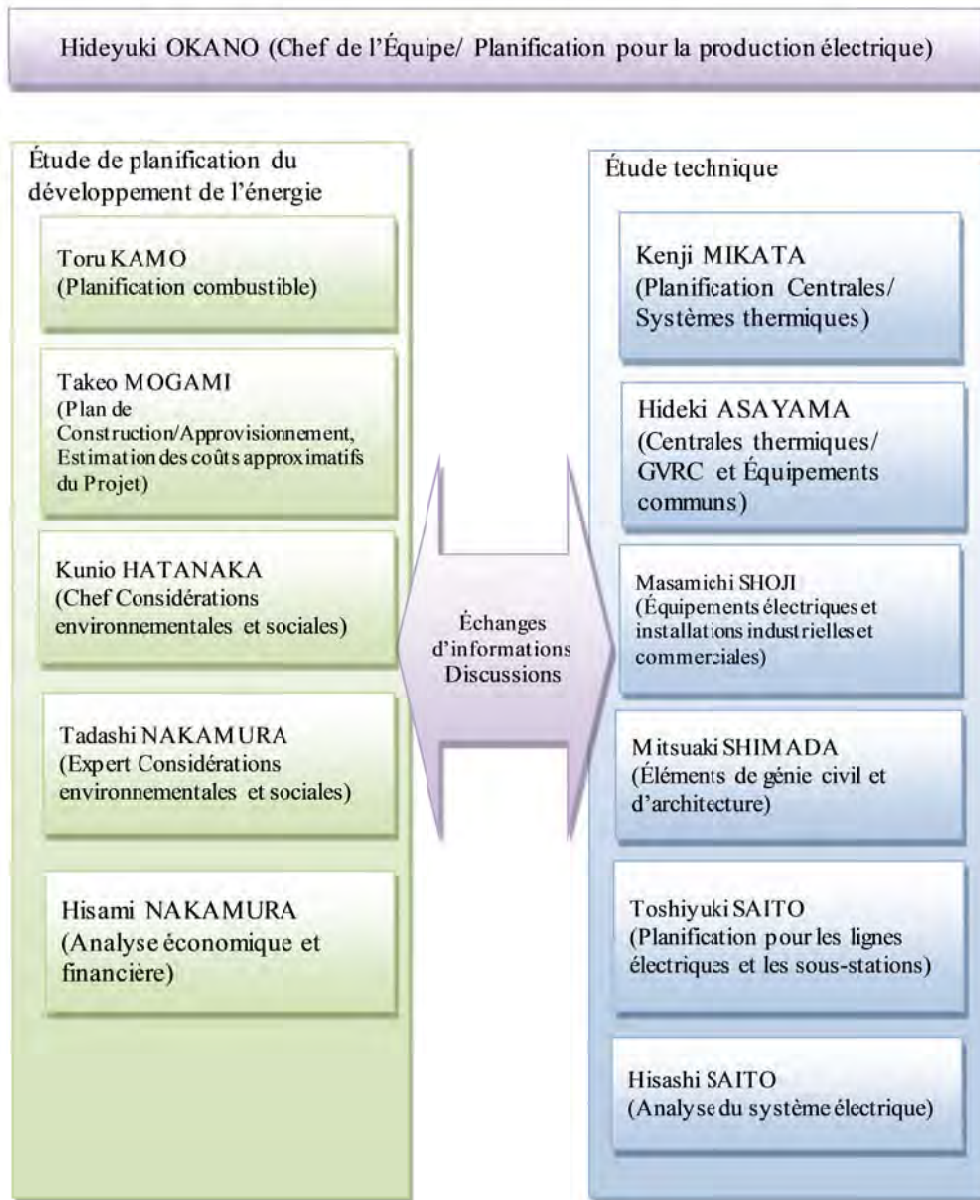 Hideyuki OKANO (Chef de l'Équipe/ Planification pour la production électrique)
Étude de planification du
développement de l'énergie
Toru KAMO
(Planification combustible)
Takeo MOGAMI
(Plan de
Construction/Approvisionnement,
Estimation des coûts approximatifs
du Projet)
Kunio HATANAKA
(Chef Considérations
environnementales et sociales)
Tadashi NAKAMURA
(Expert Considérations
environnementales et sociales)
Hisami NAKAMURA
(Analyse économique et
financière)
Échanges
d'informations
Discussions
Étude technique
Kenji MIKATA
(Planification Centrales/
Systèmes thermiques)
Hideki ASAYAMA
(Centrales thermiques/
GVRC et Équipements
communs)
Masamichi SHOJI
(Équipements électriques et
installations industrielles et
commerciales)
Mitsuaki SHIMADA
(Éléments de génie civil et
d'architecture)
Toshiyuki SAITO
(Planification pour les lignes
électriques et les sous-stations)
Hisashi SAITO
(Analyse du système électrique)